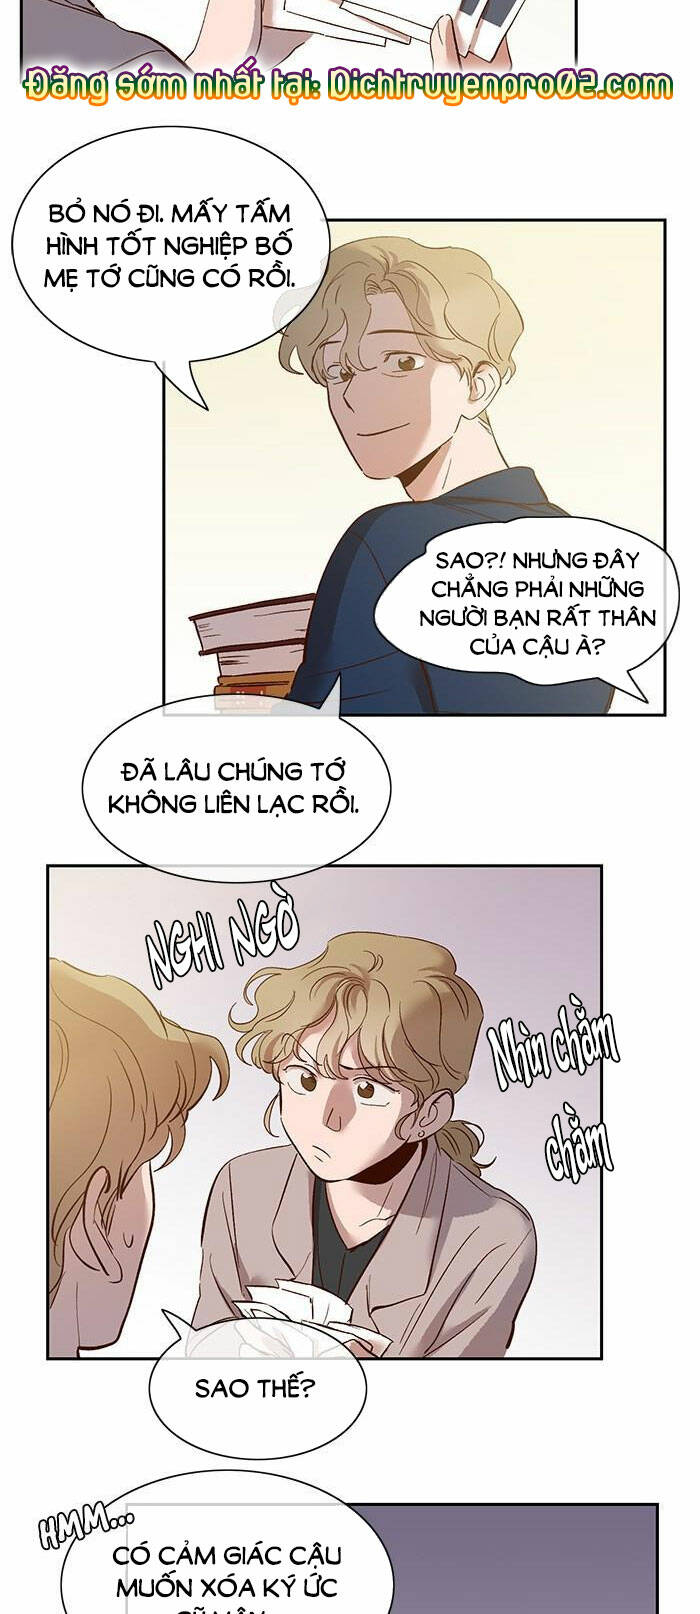 Đăng sớm nhất tại: Dichtruyenpro02.com
BỎ NÓ ĐI. MẤY TẤM
HÌNH TỐT NGHIỆP BỐ
MẸ TỚ CŨNG CÓ RỒI.
SAO?! NHƯNG ĐÂY
CHẲNG PHẢI NHỮNG
NGƯỜI BẠN RẤT THÂN
CỦA CẬU À?
ĐÃ LÂU CHÚNG TỚ
KHÔNG LIÊN LẠC RỒI.
NGHI NGỜ
Nhìn chằm
chằm
SAO THẾ?
HMM...
CÓ CẢM GIÁC CẬU
MUỐN XÓA KÝ ỨC